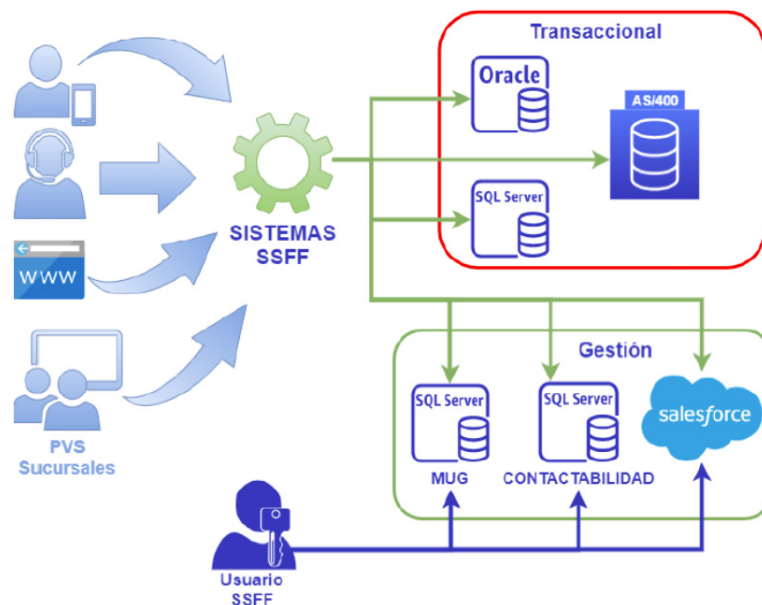 Transaccional
Oracle
AS/400
SQL Server
SISTEMAS
SSFF
WWW
PVS
Sucursales
Gestión
SQL Server
MUG
SQL Server
CONTACTABILIDAD
salesforce
Usuario
SSFF